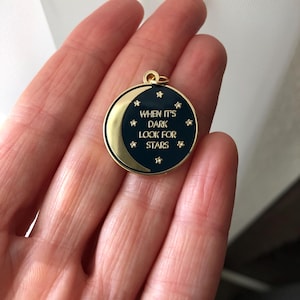 WHEN IT'S
DARK
LOOK FOR
STARS